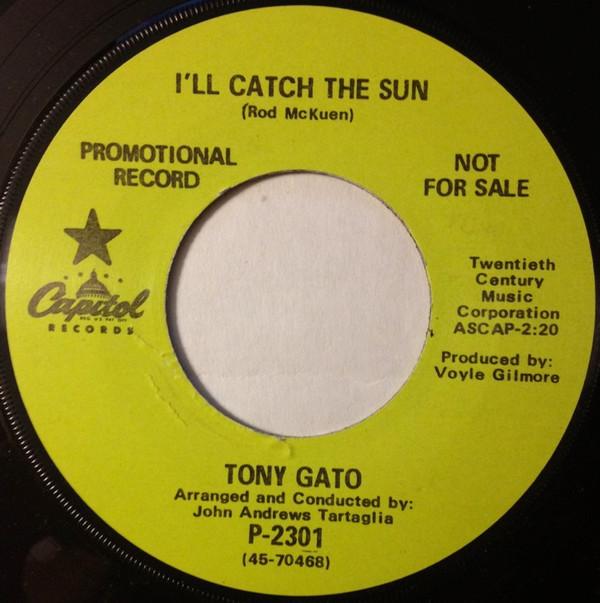 I'LL CATCH THE SUN
(Rod McKuen)
PROMOTIONAL
RECORD
NOT
FOR SALE
Capitol
RECORDS
Twentieth
Century
Music
Corporation
ASCAP-2:20
Produced by:
Voyle Gilmore
TONY GATO
Arranged and Conducted by:
John Andrews Tartaglia
P-2301
(45-70468)